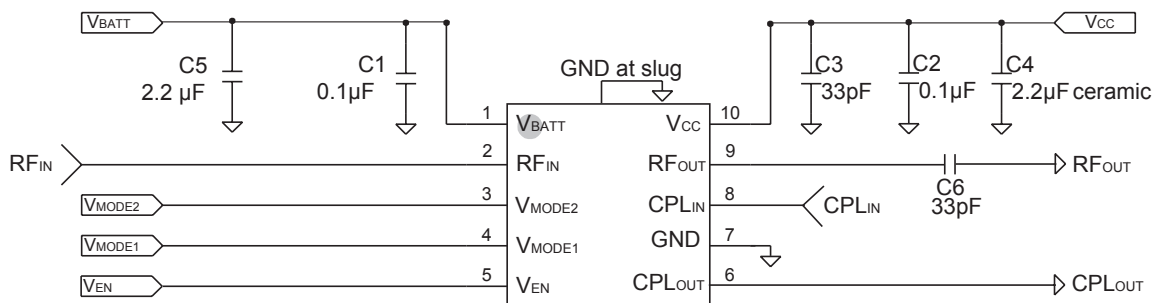 VBATT
VCC
C5
2.2 µF
C1
0.1µF
GND at slug
C3
33pF
C2
0.1µF
C4
2.2µF ceramic
1
VBATT
VCC
10
RFIN
2
RFIN
RFOUT
9
C6
33pF
RFOUT
VMODE2
3
VMODE2
CPLIN
8
CPLIN
VMODE1
4
VMODE1
GND
7
VEN
5
VEN
CPLOUT
6
CPLOUT